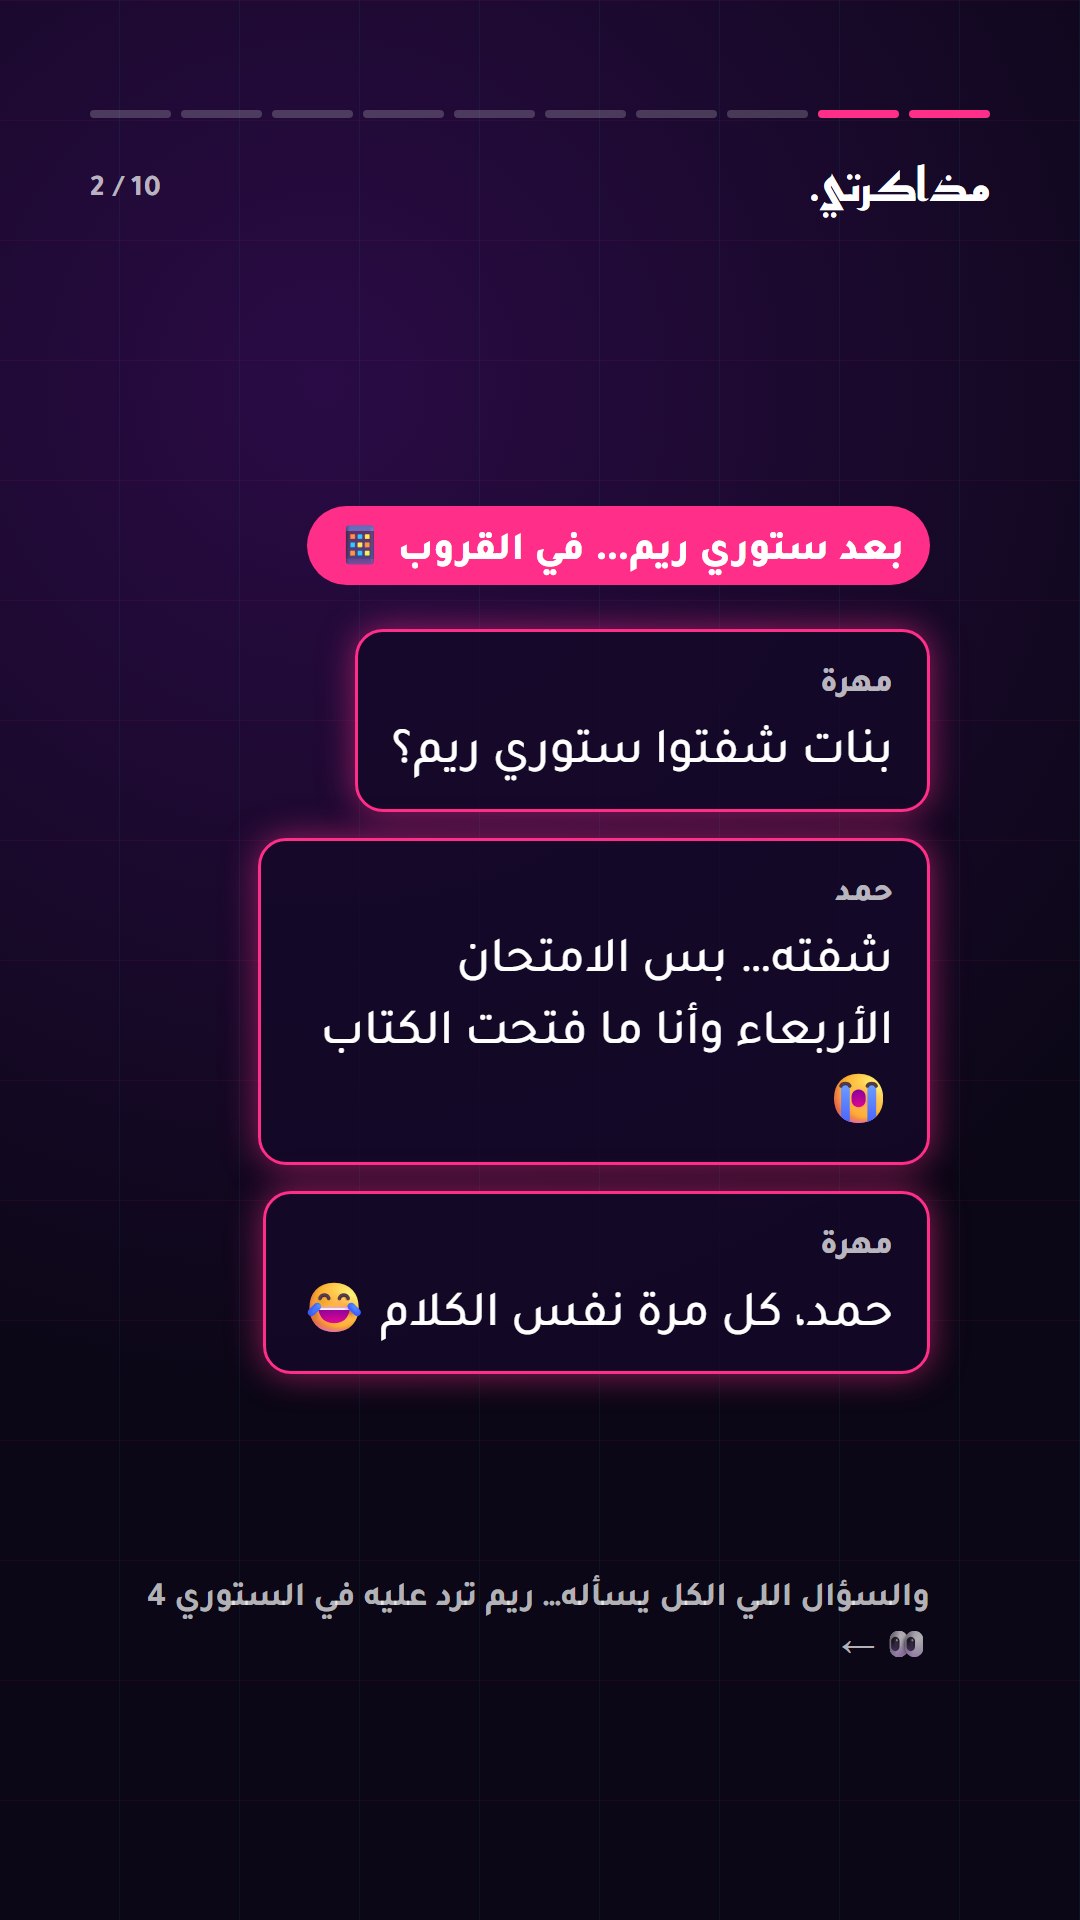 مذاكرتي.
2 / 10
بعد ستوري ريم... في القروب 📱
مهرة
بنات شفتوا ستوري ريم؟
حمد
شفته... بس الامتحان
الأربعاء وأنا ما فتحت الكتاب
😭
مهرة
حمد، كل مرة نفس الكلام 😂
والسؤال اللي الكل يسأله... ريم ترد عليه في الستوري 4
👀 ←